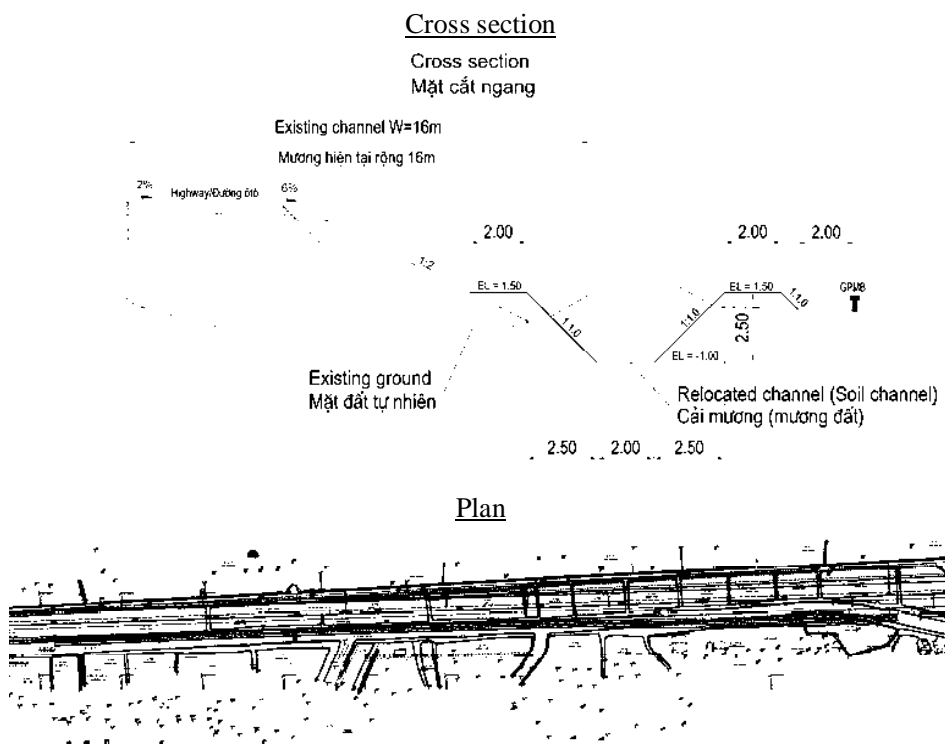 Cross section
Cross section
Mặt cắt ngang
Existing channel W=16m
Mương hiện tại rộng 16m
2%
Highway/Đường ôtô
6%
2.00
2.00
2.00
1:2
EL = 1.50
EL = 1.50
GPMB
1:1.0
1:1.0
1:1.0
2.50
EL = -1.00
Existing ground
Mặt đất tự nhiên
Relocated channel (Soil channel)
Cải mương (mương đất)
2.50
2.00
2.50
Plan